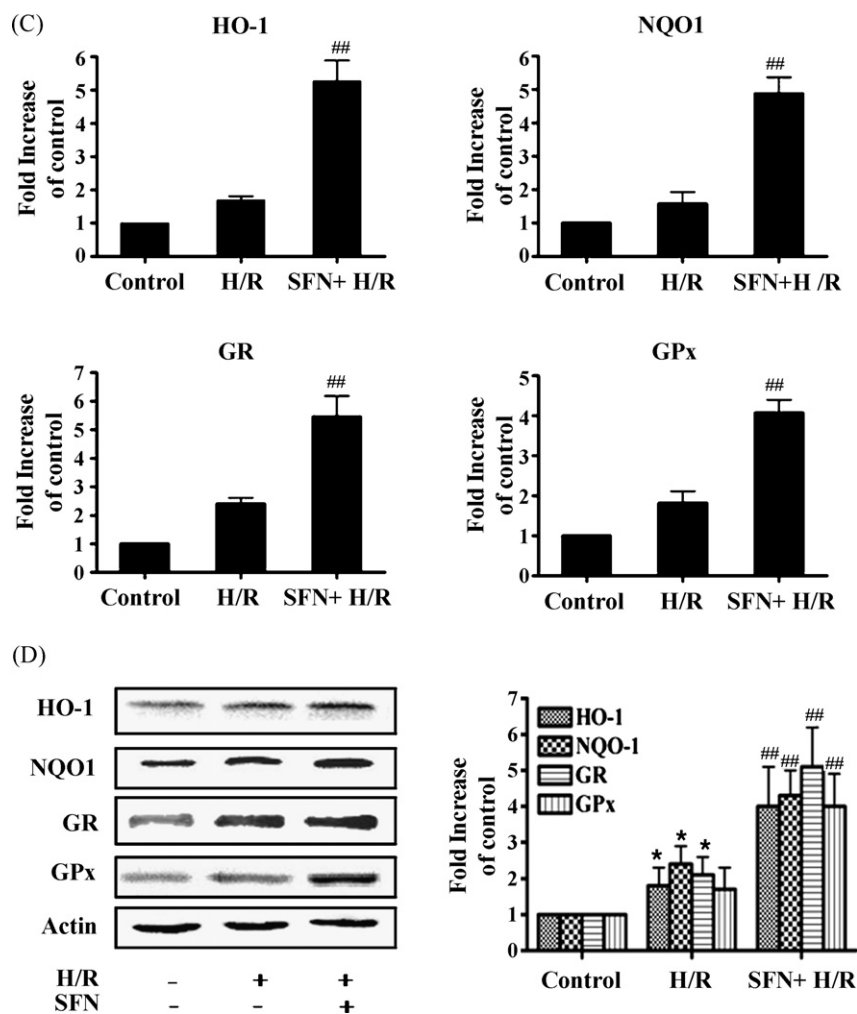 (C)
HO-1
Fold Increase
of control
6
5
4
3
2
1
0
##
Control H/R SFN+ H/R
NQO1
Fold Increase
of control
6
5
4
3
2
1
0
##
Control H/R SFN+H /R
GR
Fold Increase
of control
7
6
5
4
3
2
1
0
##
Control H/R SFN+ H/R
GPx
Fold Increase
of control
5
4
3
2
1
0
##
Control H/R SFN+ H/R
(D)
HO-1
NQO1
GR
GPx
Actin
H/R - + +
SFN - - +
Fold Increase
of control
7
6
5
4
3
2
1
0
HO-1
NQO-1
GR
GPx
* * *
## ## ## ##
Control H/R SFN+ H/R